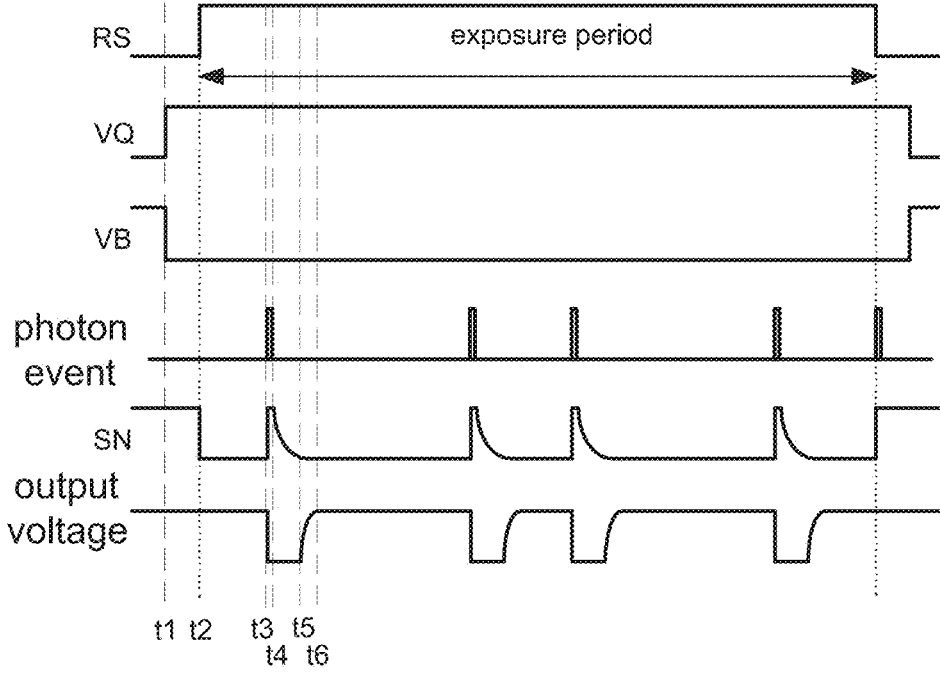 RS
exposure period
VQ
VB
photon
event
SN
output
voltage
t1 t2 t3 t5
t4 t6